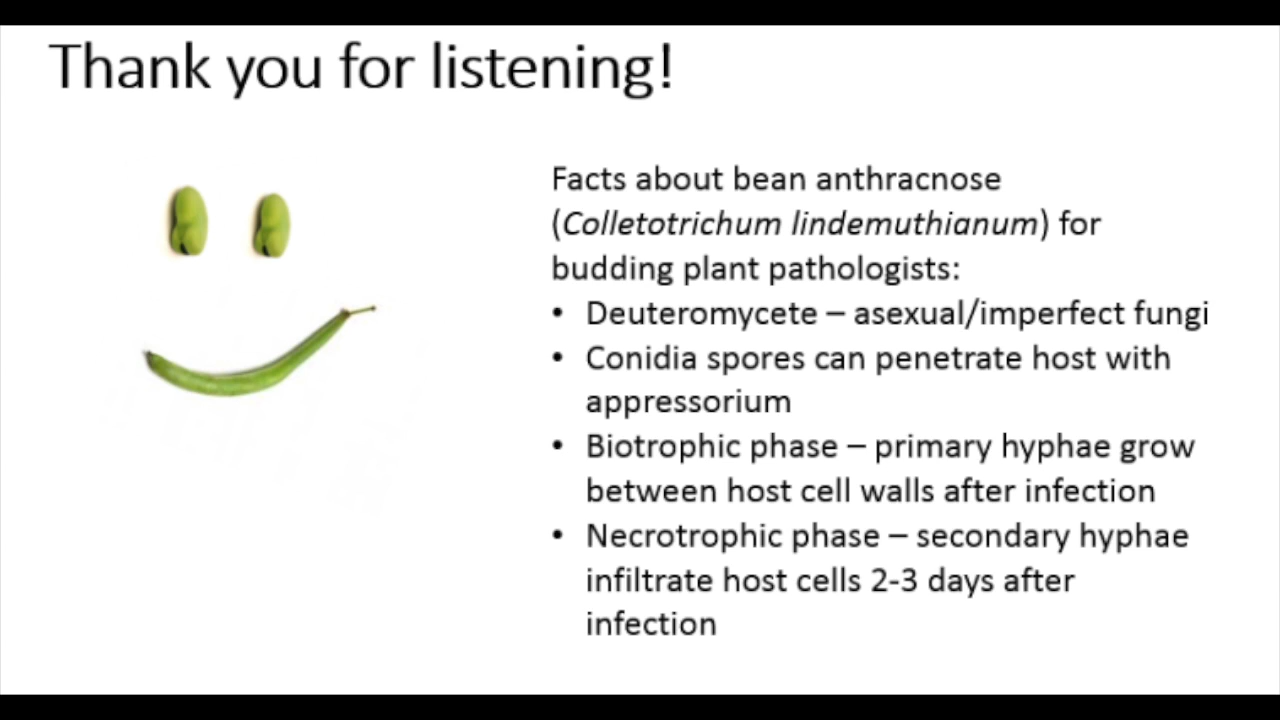 Thank you for listening!
Facts about bean anthracnose
(Colletotrichum lindemuthianum) for
budding plant pathologists:
• Deuteromycete – asexual/imperfect fungi
• Conidia spores can penetrate host with
appressorium
• Biotrophic phase – primary hyphae grow
between host cell walls after infection
• Necrotrophic phase – secondary hyphae
infiltrate host cells 2-3 days after
infection